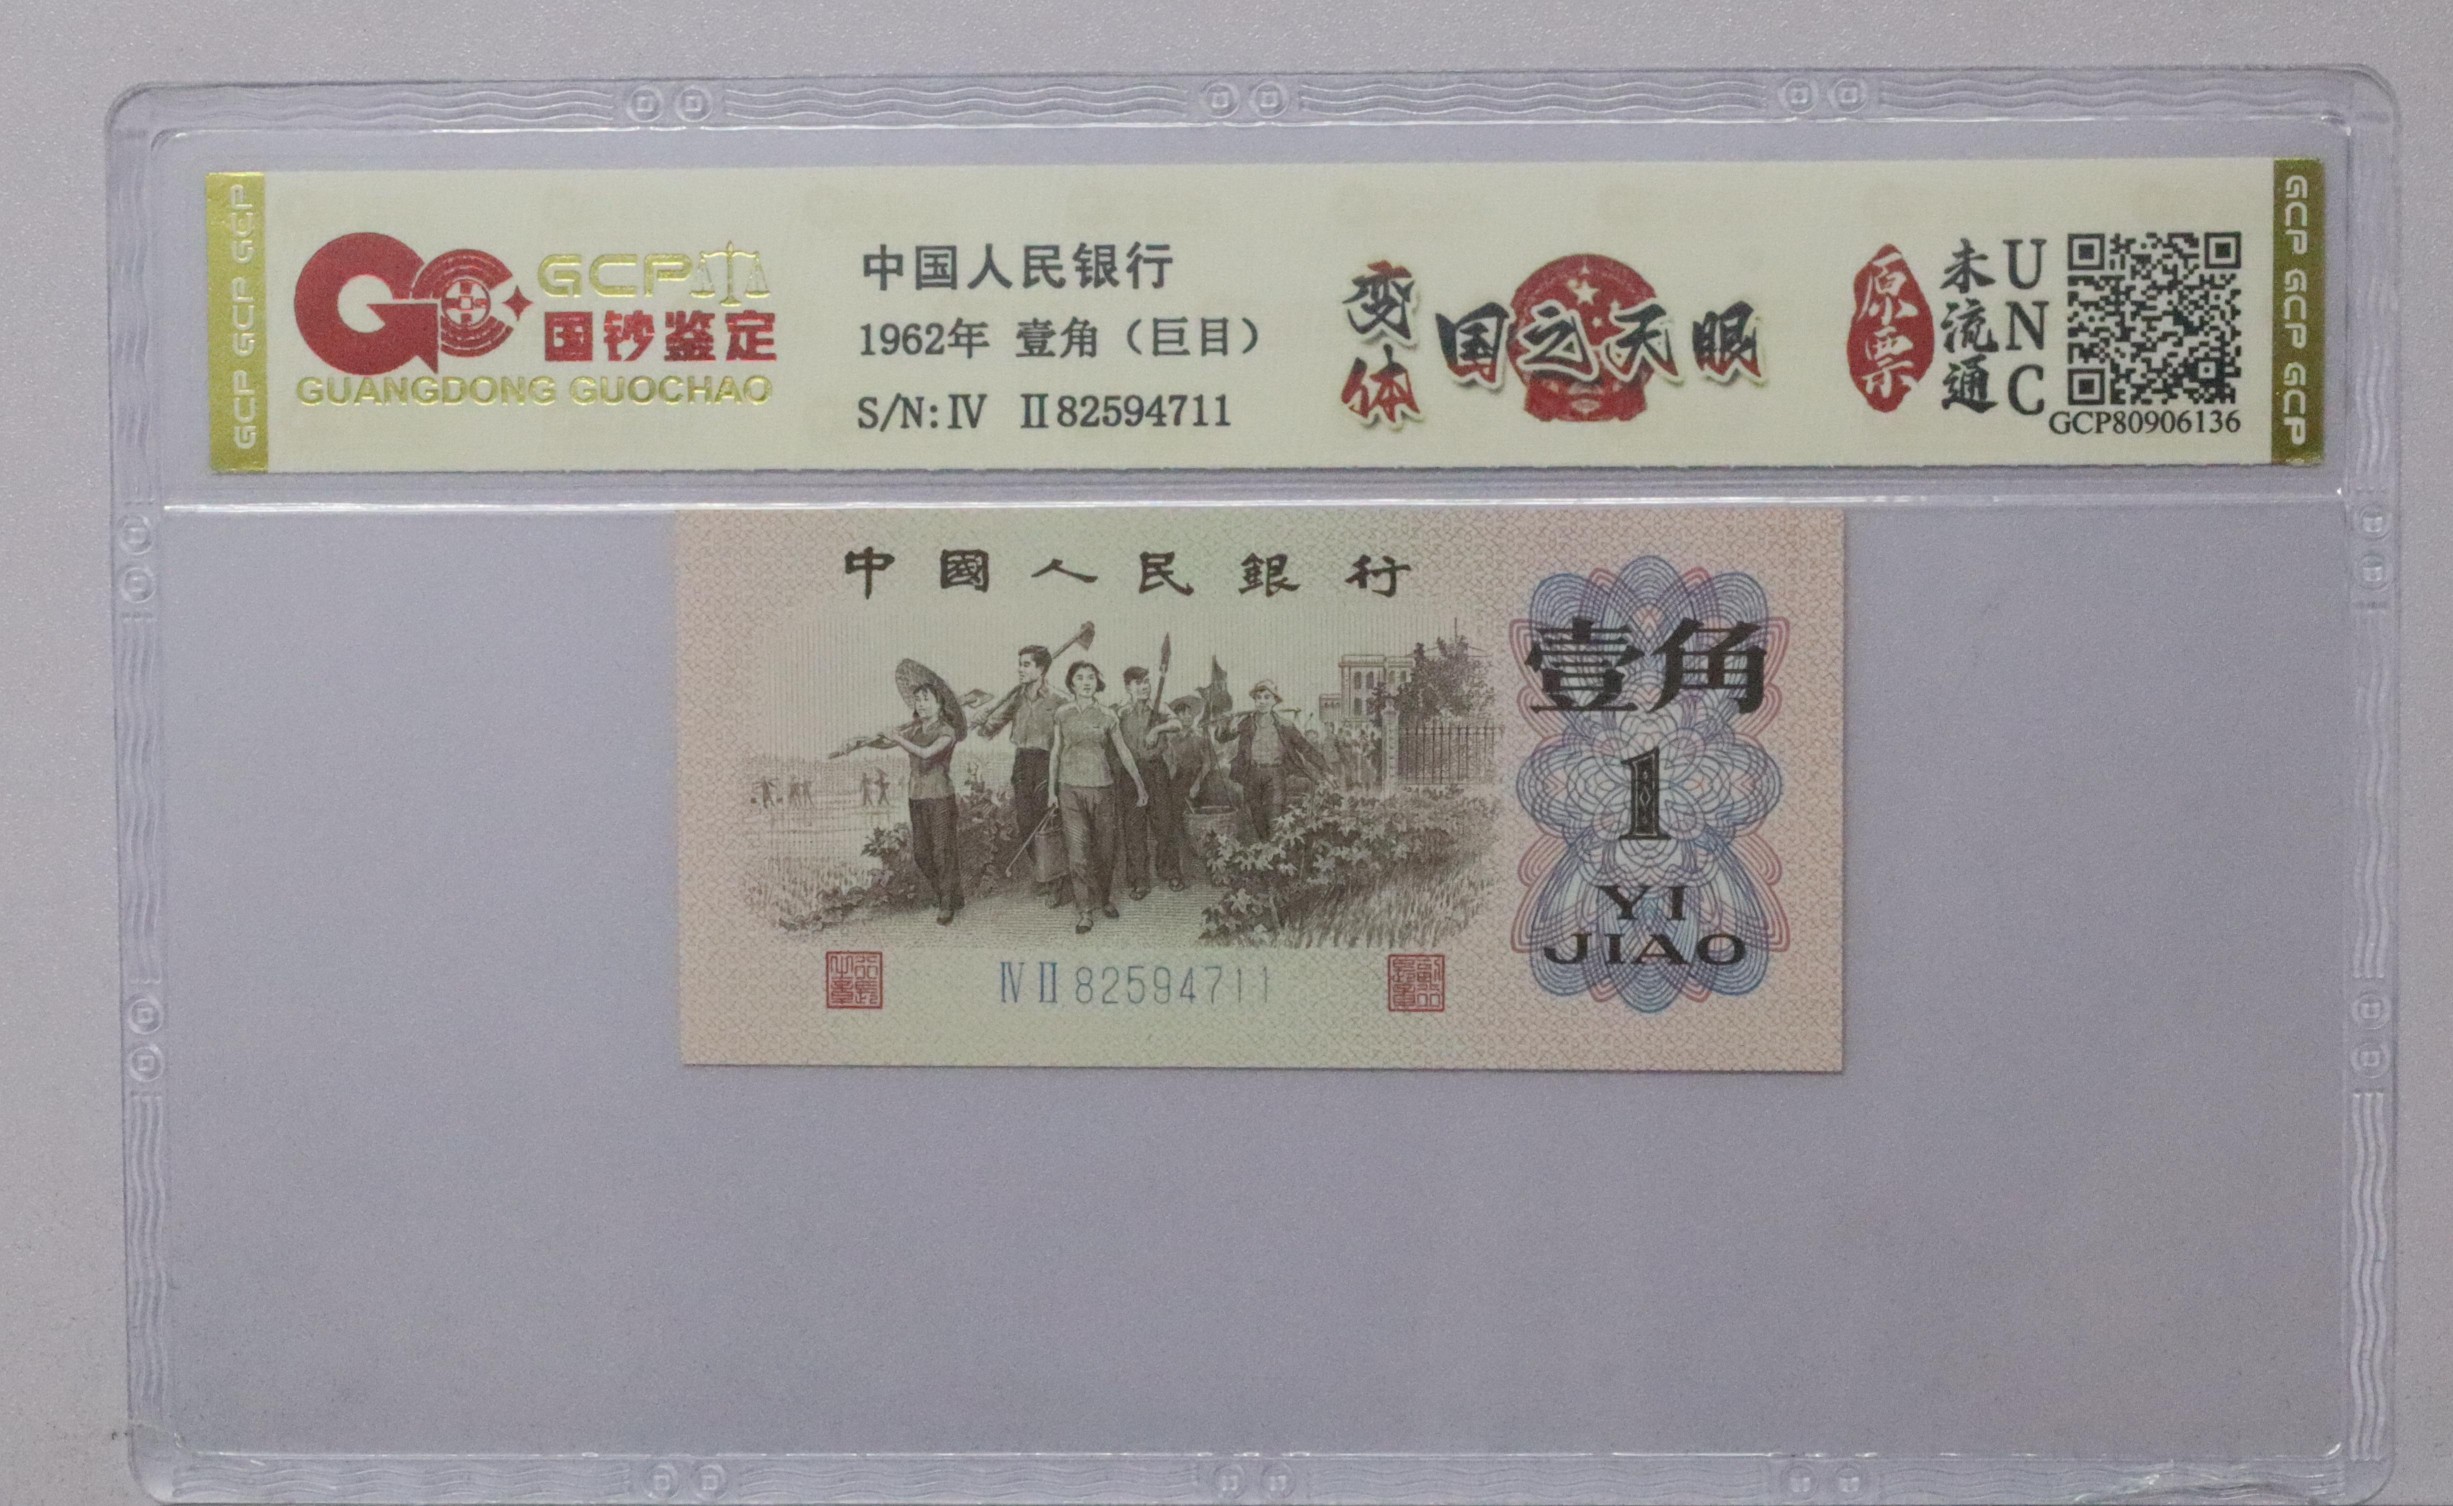 GCP GCP GCP
GCP
国钞鉴定
GUANGDONG GUOCHAO
中国人民银行
1962年 壹角（巨目）
S/N: Ⅳ Ⅱ82594711
变体
国之天眼
原票
未流通
UNC
GCP80906136
GCP GCP GCP
中國人民銀行
壹角
1
YI
JIAO
Ⅳ Ⅱ 82594711